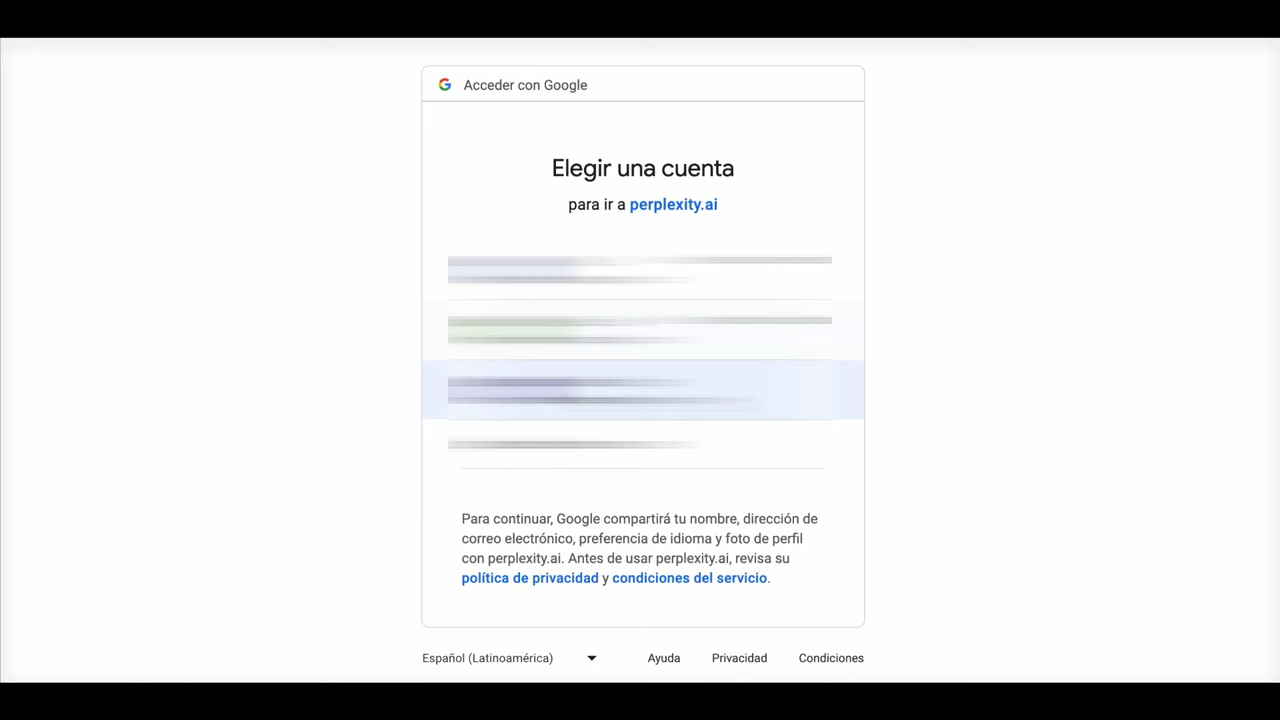 Acceder con Google
Elegir una cuenta
para ir a perplexity.ai
Para continuar, Google compartirá tu nombre, dirección de
correo electrónico, preferencia de idioma y foto de perfil
con perplexity.ai. Antes de usar perplexity.ai, revisa su
política de privacidad y condiciones del servicio.
Español (Latinoamérica) Ayuda Privacidad Condiciones